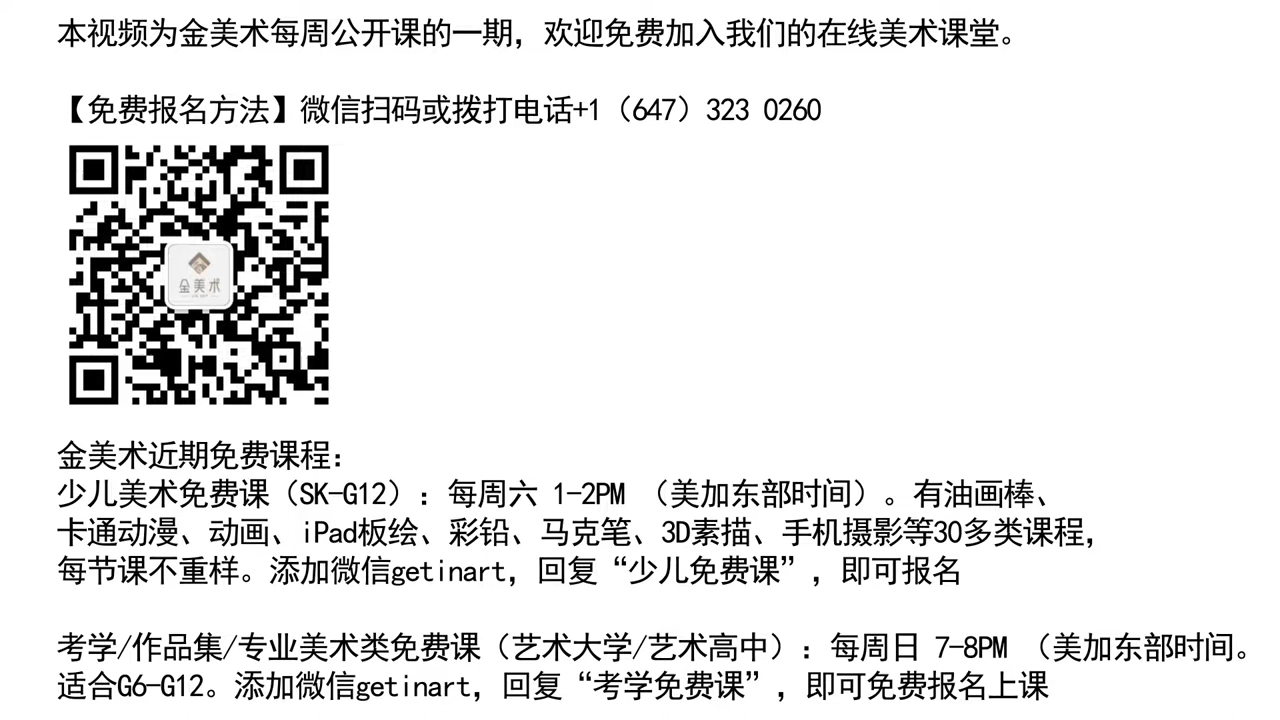 本视频为金美术每周公开课的一期，欢迎免费加入我们的在线美术课堂。
【免费报名方法】微信扫码或拨打电话+1（647）323 0260
金美术
金美术近期免费课程：
少儿美术免费课（SK-G12）：每周六 1-2PM （美加东部时间）。有油画棒、
卡通动漫、动画、iPad板绘、彩铅、马克笔、3D素描、手机摄影等30多类课程，
每节课不重样。添加微信getinart，回复“少儿免费课”，即可报名
考学/作品集/专业美术类免费课（艺术大学/艺术高中）：每周日 7-8PM （美加东部时间。
适合G6-G12。添加微信getinart，回复“考学免费课”，即可免费报名上课